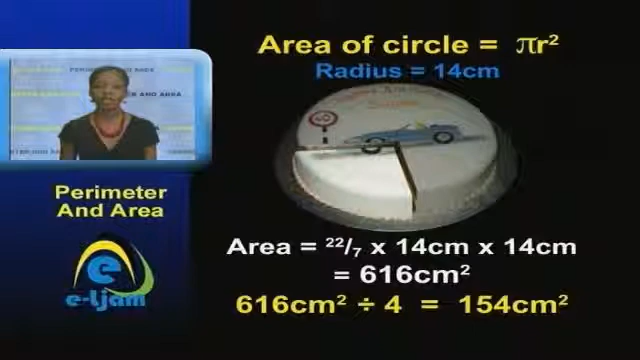 Area of circle = πr²
Radius = 14cm
Perimeter
And Area
e-Ljam
Area = ²²/₇ x 14cm x 14cm
= 616cm²
616cm² ÷ 4 = 154cm²